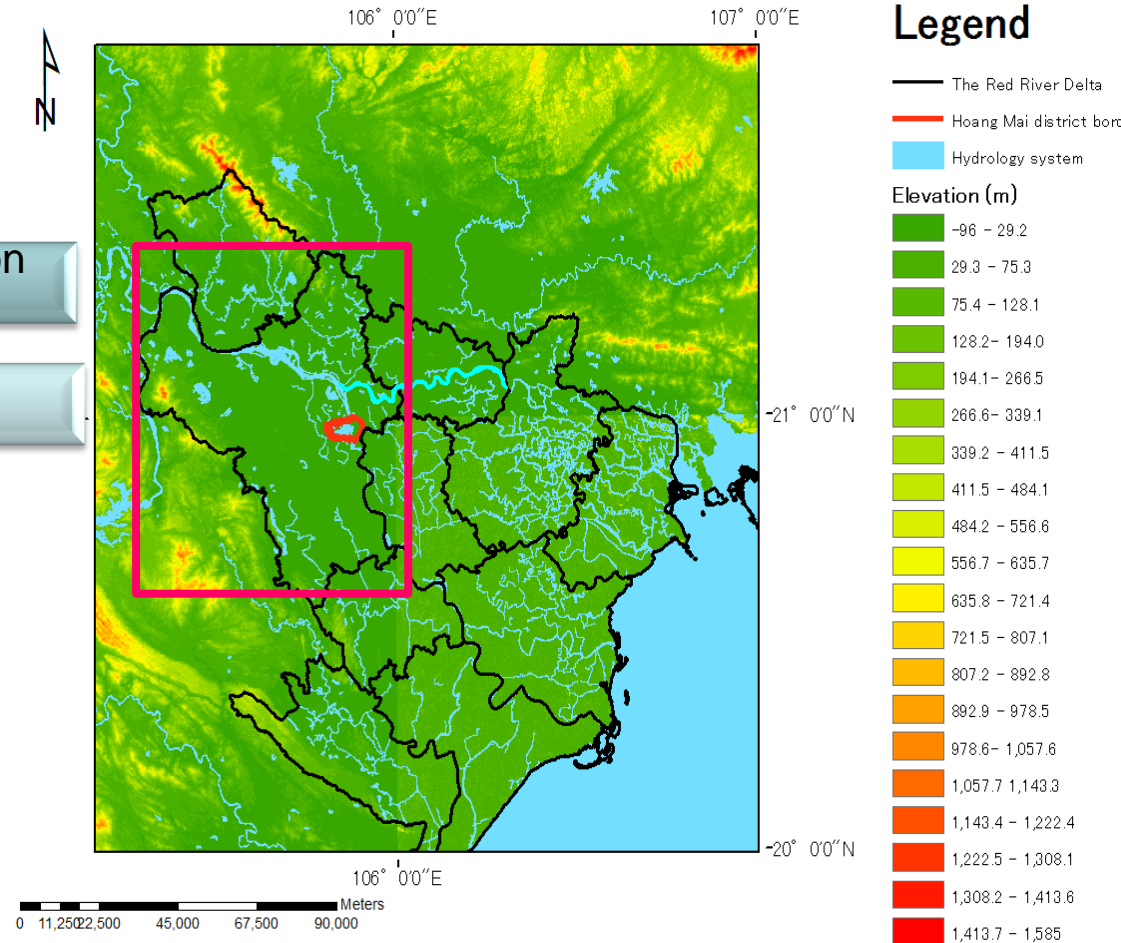 106° 0'0"E
107° 0'0"E
N
on
-21° 0'0"N
-20° 0'0"N
106° 0'0"E
Meters
0 11,250 22,500 45,000 67,500 90,000
Legend
The Red River Delta
Hoang Mai district bord
Hydrology system
Elevation (m)
-96 - 29.2
29.3 - 75.3
75.4 - 128.1
128.2- 194.0
194.1- 266.5
266.6- 339.1
339.2 - 411.5
411.5 - 484.1
484.2 - 556.6
556.7 - 635.7
635.8 - 721.4
721.5 - 807.1
807.2 - 892.8
892.9 - 978.5
978.6- 1,057.6
1,057.7 1,143.3
1,143.4 - 1,222.4
1,222.5 - 1,308.1
1,308.2 - 1,413.6
1,413.7 - 1,585